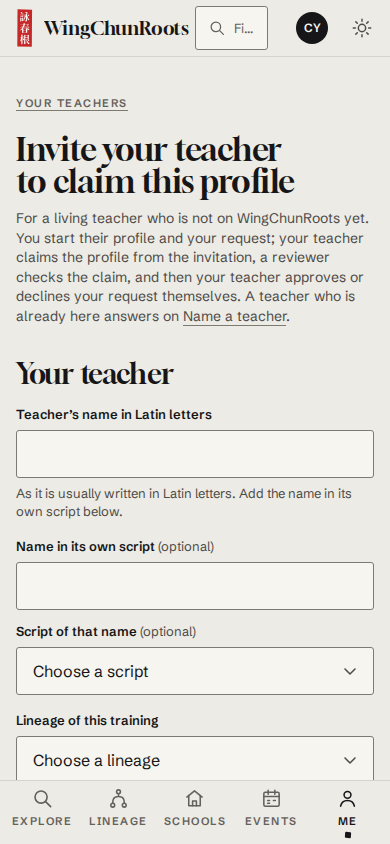 詠春根
WingChunRoots
Fi...
CY
YOUR TEACHERS
Invite your teacher
to claim this profile
For a living teacher who is not on WingChunRoots yet.
You start their profile and your request; your teacher
claims the profile from the invitation, a reviewer
checks the claim, and then your teacher approves or
declines your request themselves. A teacher who is
already here answers on Name a teacher.
Your teacher
Teacher’s name in Latin letters
As it is usually written in Latin letters. Add the name in its
own script below.
Name in its own script (optional)
Script of that name (optional)
Choose a script
Lineage of this training
Choose a lineage
EXPLORE
LINEAGE
SCHOOLS
EVENTS
ME